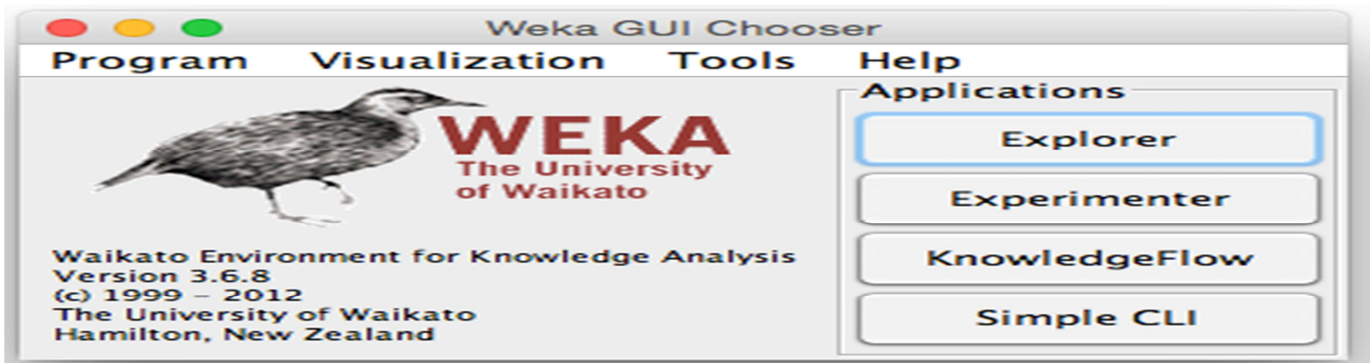 Weka GUI Chooser
Program Visualization Tools Help
WEKA
The University
of Waikato
Waikato Environment for Knowledge Analysis
Version 3.6.8
(c) 1999 – 2012
The University of Waikato
Hamilton, New Zealand
Applications
Explorer
Experimenter
KnowledgeFlow
Simple CLI